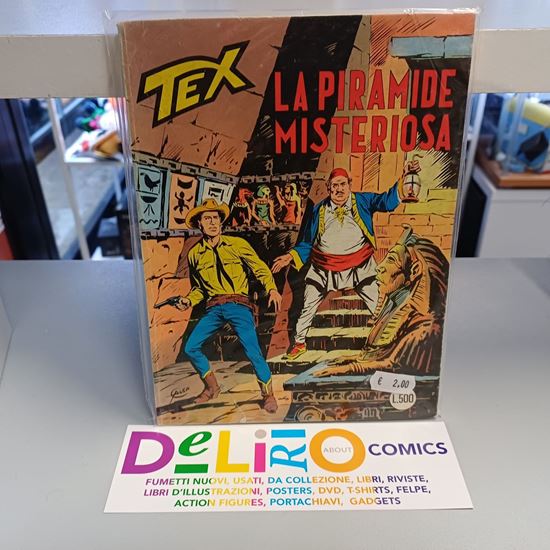 TEX
LA PIRAMIDE
MISTERIOSA
GALEP
€ 2,00
L.500
DeLiRiO
ABOUT
COMICS
FUMETTI NUOVI, USATI, DA COLLEZIONE, LIBRI, RIVISTE,
LIBRI D'ILLUSTRAZIONI, POSTERS, DVD, T-SHIRTS, FELPE,
ACTION FIGURES, PORTACHIAVI, GADGETS